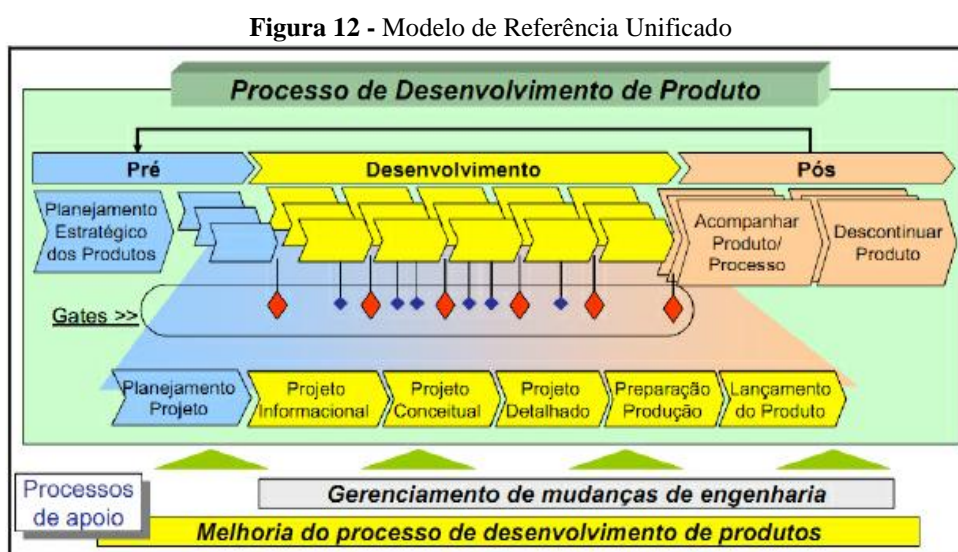 Figura 12 - Modelo de Referência Unificado
Processo de Desenvolvimento de Produto
Pré
Desenvolvimento
Pós
Planejamento
Estratégico
dos Produtos
Acompanhar
Produto/
Processo
Descontinuar
Produto
Gates >>
Planejamento
Projeto
Projeto
Informacional
Projeto
Conceitual
Projeto
Detalhado
Preparação
Produção
Lançamento
do Produto
Processos
de apoio
Gerenciamento de mudanças de engenharia
Melhoria do processo de desenvolvimento de produtos